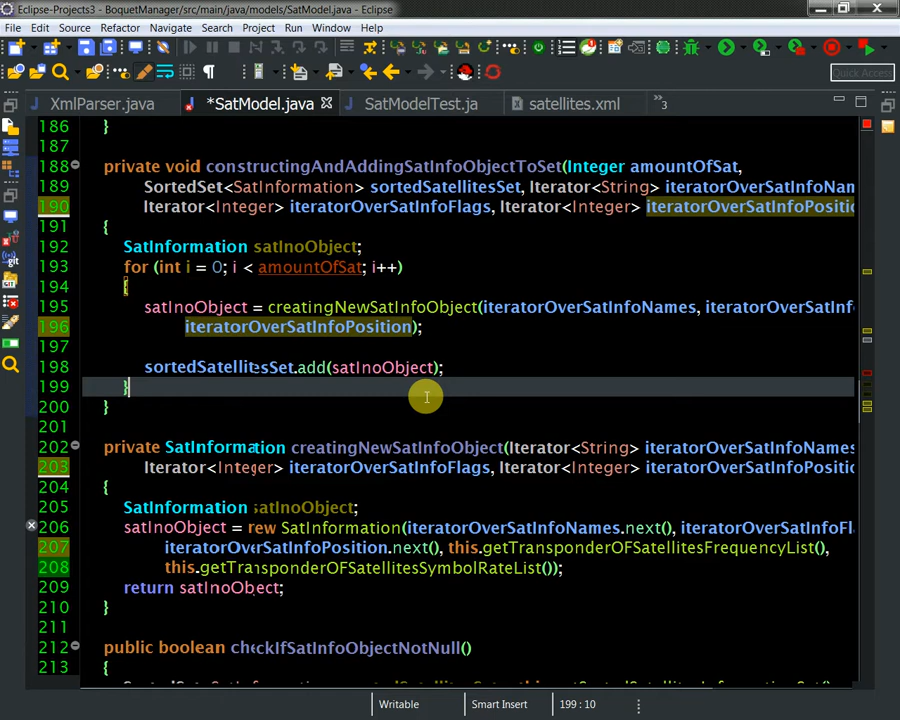 Eclipse-Projects3 - BoquetManager/src/main/java/models/SatModel.java - Eclipse
File Edit Source Refactor Navigate Search Project Run Window Help
Quick Access
XmlParser.java *SatModel.java SatModelTest.ja satellites.xml »3
186 }
187
188 private void constructingAndAddingSatInfoObjectToSet(Integer amountOfSat,
189 SortedSet<SatInformation> sortedSatellitesSet, Iterator<String> iteratorOverSatInfoNam
190 Iterator<Integer> iteratorOverSatInfoFlags, Iterator<Integer> iteratorOverSatInfoPositio
191 {
192 SatInformation satInoObject;
193 for (int i = 0; i < amountOfSat; i++)
194 {
195 satInoObject = creatingNewSatInfoObject(iteratorOverSatInfoNames, iteratorOverSatInf
196 iteratorOverSatInfoPosition);
197
198 sortedSatellitesSet.add(satInoObject);
199 }
200 }
201
202 private SatInformation creatingNewSatInfoObject(Iterator<String> iteratorOverSatInfoNames
203 Iterator<Integer> iteratorOverSatInfoFlags, Iterator<Integer> iteratorOverSatInfoPositio
204 {
205 SatInformation satInoObject;
206 satInoObject = new SatInformation(iteratorOverSatInfoNames.next(), iteratorOverSatInfoFl
207 iteratorOverSatInfoPosition.next(), this.getTransponderOFSatellitesFrequencyList(),
208 this.getTransponderOFSatellitesSymbolRateList());
209 return satInoObject;
210 }
211
212 public boolean checkIfSatInfoObjectNotNull()
213 {
Writable Smart Insert 199 : 10